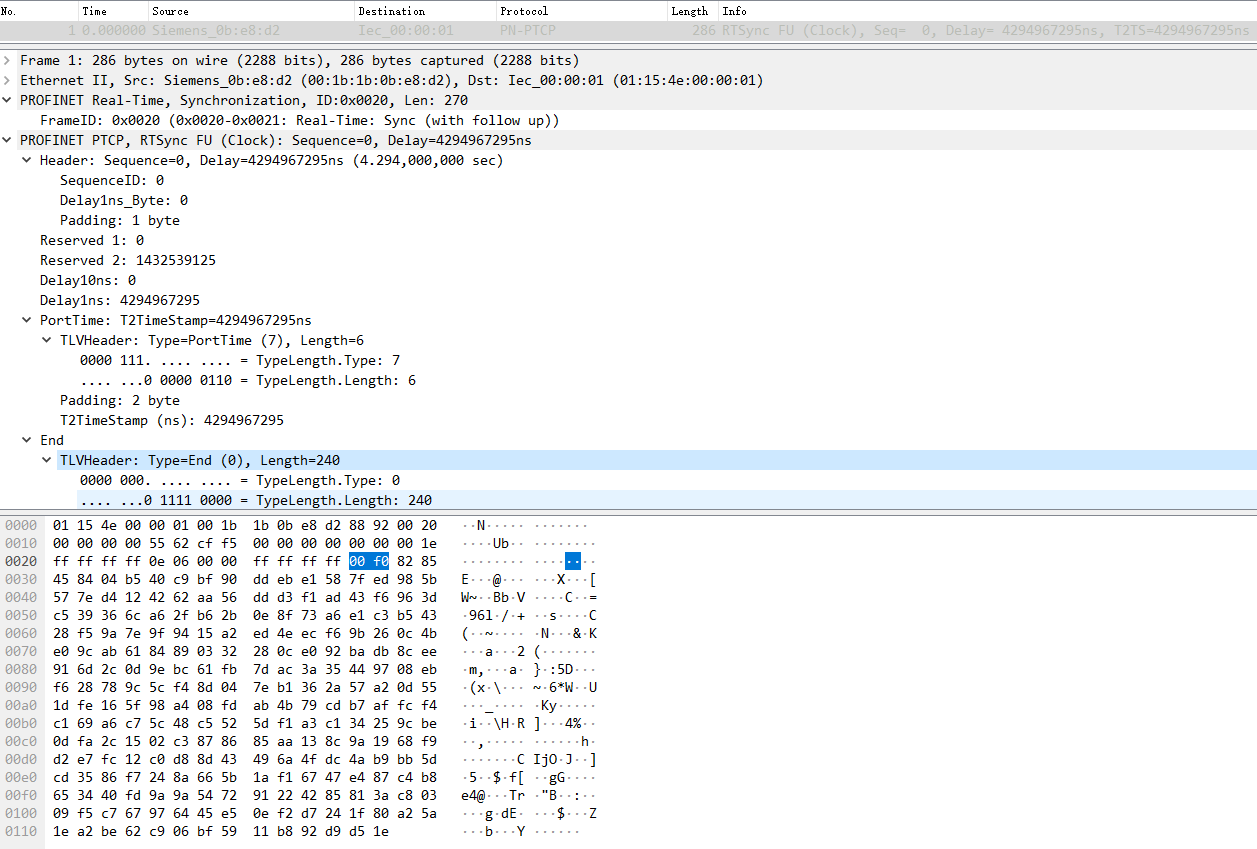 No. Time Source Destination Protocol Length Info
1 0.000000 Siemens_0b:e8:d2 Iec_00:00:01 PN-PTCP 286 RTSync FU (Clock), Seq=  0, Delay= 4294967295ns, T2TS=4294967295ns
Frame 1: 286 bytes on wire (2288 bits), 286 bytes captured (2288 bits)
Ethernet II, Src: Siemens_0b:e8:d2 (00:1b:1b:0b:e8:d2), Dst: Iec_00:00:01 (01:15:4e:00:00:01)
PROFINET Real-Time, Synchronization, ID:0x0020, Len: 270
FrameID: 0x0020 (0x0020-0x0021: Real-Time: Sync (with follow up))
PROFINET PTCP, RTSync FU (Clock): Sequence=0, Delay=4294967295ns
Header: Sequence=0, Delay=4294967295ns (4.294,000,000 sec)
SequenceID: 0
Delay1ns_Byte: 0
Padding: 1 byte
Reserved 1: 0
Reserved 2: 1432539125
Delay10ns: 0
Delay1ns: 4294967295
PortTime: T2TimeStamp=4294967295ns
TLVHeader: Type=PortTime (7), Length=6
0000 111. .... .... = TypeLength.Type: 7
.... ...0 0000 0110 = TypeLength.Length: 6
Padding: 2 byte
T2TimeStamp (ns): 4294967295
End
TLVHeader: Type=End (0), Length=240
0000 000. .... .... = TypeLength.Type: 0
.... ...0 1111 0000 = TypeLength.Length: 240
0000 01 15 4e 00 00 01 00 1b 1b 0b e8 d2 88 92 00 20 ··N····· ·······
0010 00 00 00 00 55 62 cf f5 00 00 00 00 00 00 00 1e ····Ub·· ········
0020 ff ff ff ff 0e 06 00 00 ff ff ff ff 00 f0 82 85 ········ ········
0030 45 84 04 b5 40 c9 bf 90 dd eb e1 58 7f ed 98 5b E···@··· ···X···[
0040 57 7e d4 12 42 62 aa 56 dd d3 f1 ad 43 f6 96 3d W~··Bb·V ····C··=
0050 c5 39 36 6c a6 2f b6 2b 0e 8f 73 a6 e1 c3 b5 43 ·96l·/·+ ··s····C
0060 28 f5 9a 7e 9f 94 15 a2 ed 4e ec f6 9b 26 0c 4b (··~···· ·N···&·K
0070 e0 9c ab 61 84 89 03 32 28 0c e0 92 ba db 8c ee ···a···2 (·······
0080 91 6d 2c 0d 9e bc 61 fb 7d ac 3a 35 44 97 08 eb ·m,···a· }·:5D···
0090 f6 28 78 9c 5c f4 8d 04 7e b1 36 2a 57 a2 0d 55 ·(x·\··· ~·6*W··U
00a0 1d fe 16 5f 98 a4 08 fd ab 4b 79 cd b7 af fc f4 ···_···· ·Ky·····
00b0 c1 69 a6 c7 5c 48 c5 52 5d f1 a3 c1 34 25 9c be ·i··\H·R ]···4%··
00c0 0d fa 2c 15 02 c3 87 86 85 aa 13 8c 9a 19 68 f9 ··,····· ······h·
00d0 d2 e7 fc 12 c0 d8 8d 43 49 6a 4f dc 4a b9 bb 5d ·······C IjO·J··]
00e0 cd 35 86 f7 24 8a 66 5b 1a f1 67 47 e4 87 c4 b8 ·5··$·f[ ··gG····
00f0 65 34 40 fd 9a 9a 54 72 91 22 42 85 81 3a c8 03 e4@···Tr ·"B··:··
0100 09 f5 c7 67 97 64 45 e5 0e f2 d7 24 1f 80 a2 5a ···g·dE· ···$···Z
0110 1e a2 be 62 c9 06 bf 59 11 b8 92 d9 d5 1e ···b···Y ······